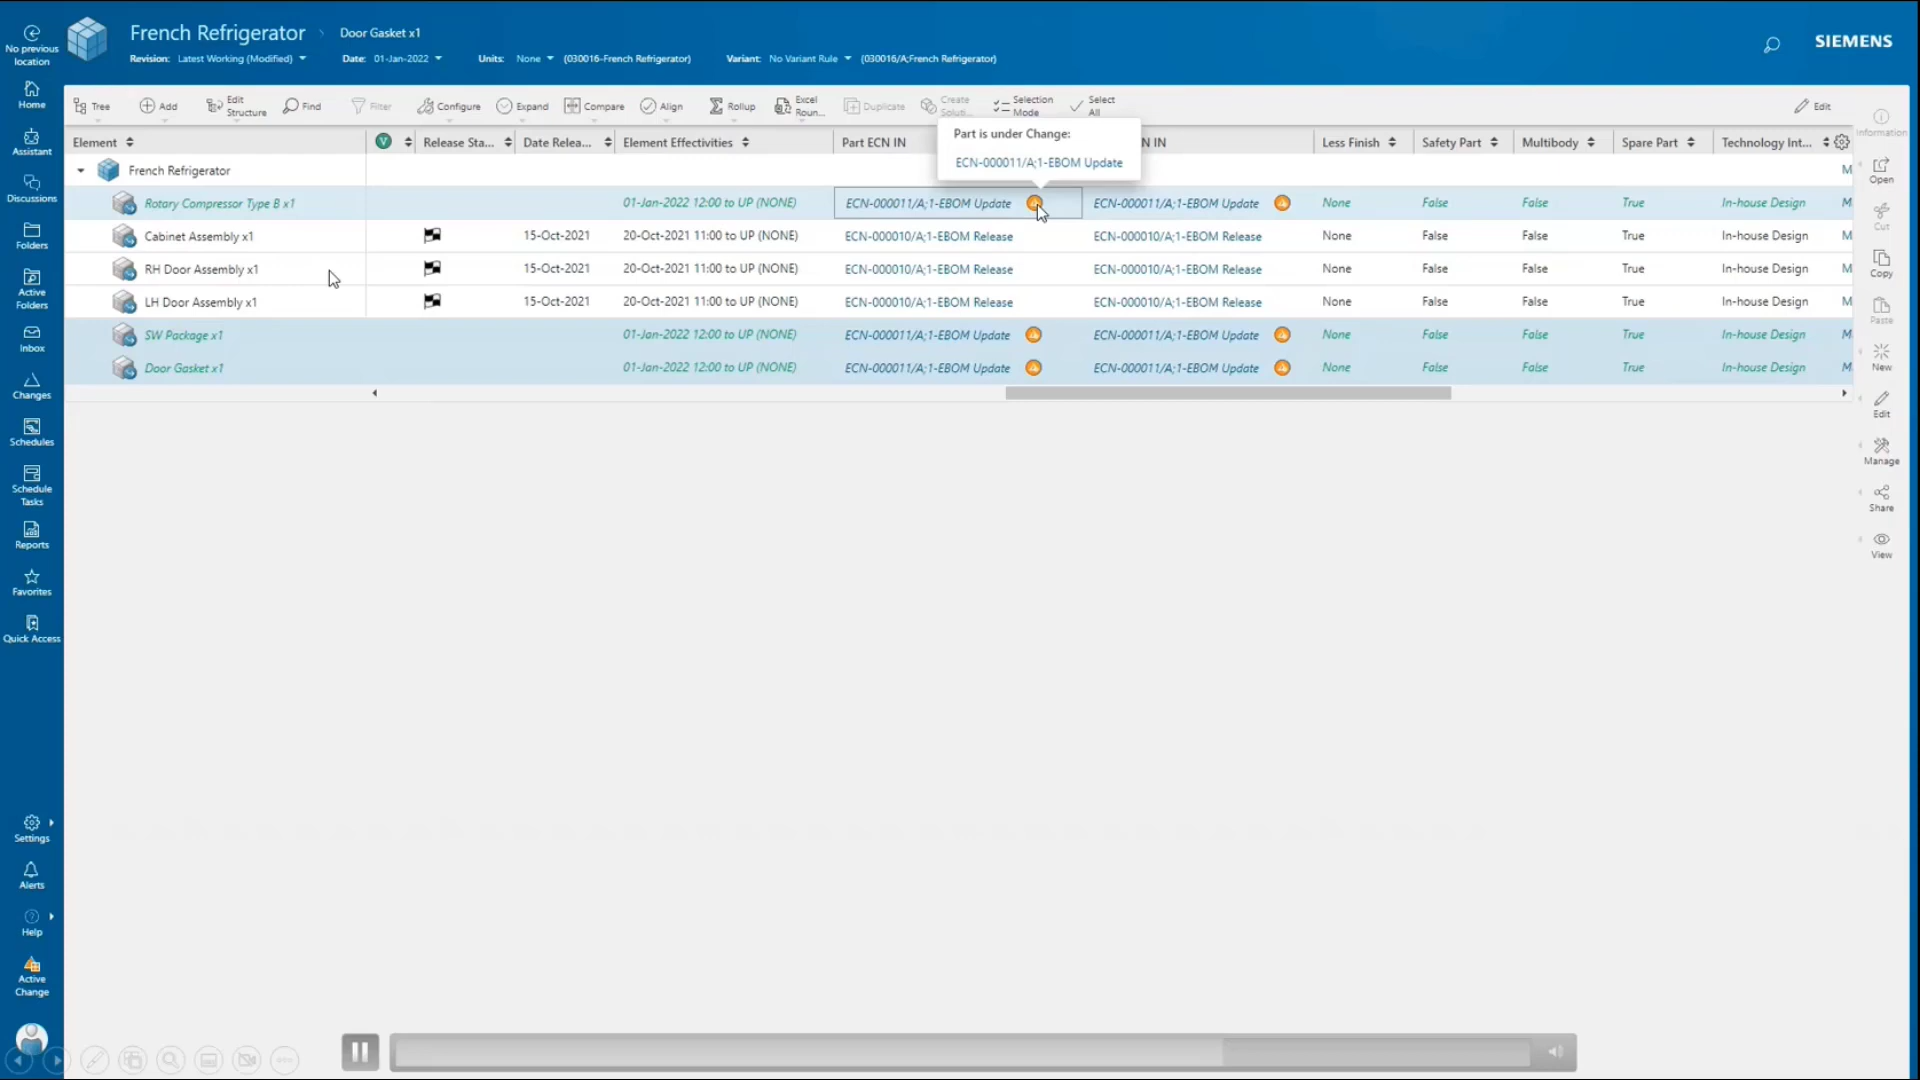 No previous location
Home
Assistant
Discussions
Folders
Active Folders
Inbox
Changes
Schedules
Schedule Tasks
Reports
Favorites
Quick Access
Settings
Alerts
Help
Active Change
French Refrigerator
Door Gasket x1
Revision: Latest Working (Modified)
Date: 01-Jan-2022
Units: None (030016-French Refrigerator)
Variant: No Variant Rule (030016/A;French Refrigerator)
SIEMENS
Tree
Add
Edit Structure
Find
Filter
Configure
Expand
Compare
Align
Rollup
Excel Roun...
Duplicate
Create Soluti...
Selection Mode
Select All
Edit
Part is under Change:
ECN-000011/A;1-EBOM Update
Element V Release Sta... Date Relea... Element Effectivities Part ECN IN N IN Less Finish Safety Part Multibody Spare Part Technology Int...
French Refrigerator M
Rotary Compressor Type B x1 01-Jan-2022 12:00 to UP (NONE) ECN-000011/A;1-EBOM Update ECN-000011/A;1-EBOM Update None False False True In-house Design M
Cabinet Assembly x1 15-Oct-2021 20-Oct-2021 11:00 to UP (NONE) ECN-000010/A;1-EBOM Release ECN-000010/A;1-EBOM Release None False False True In-house Design M
RH Door Assembly x1 15-Oct-2021 20-Oct-2021 11:00 to UP (NONE) ECN-000010/A;1-EBOM Release ECN-000010/A;1-EBOM Release None False False True In-house Design M
LH Door Assembly x1 15-Oct-2021 20-Oct-2021 11:00 to UP (NONE) ECN-000010/A;1-EBOM Release ECN-000010/A;1-EBOM Release None False False True In-house Design M
SW Package x1 01-Jan-2022 12:00 to UP (NONE) ECN-000011/A;1-EBOM Update ECN-000011/A;1-EBOM Update None False False True In-house Design M
Door Gasket x1 01-Jan-2022 12:00 to UP (NONE) ECN-000011/A;1-EBOM Update ECN-000011/A;1-EBOM Update None False False True In-house Design M
Information
Open
Cut
Copy
Paste
New
Edit
Manage
Share
View